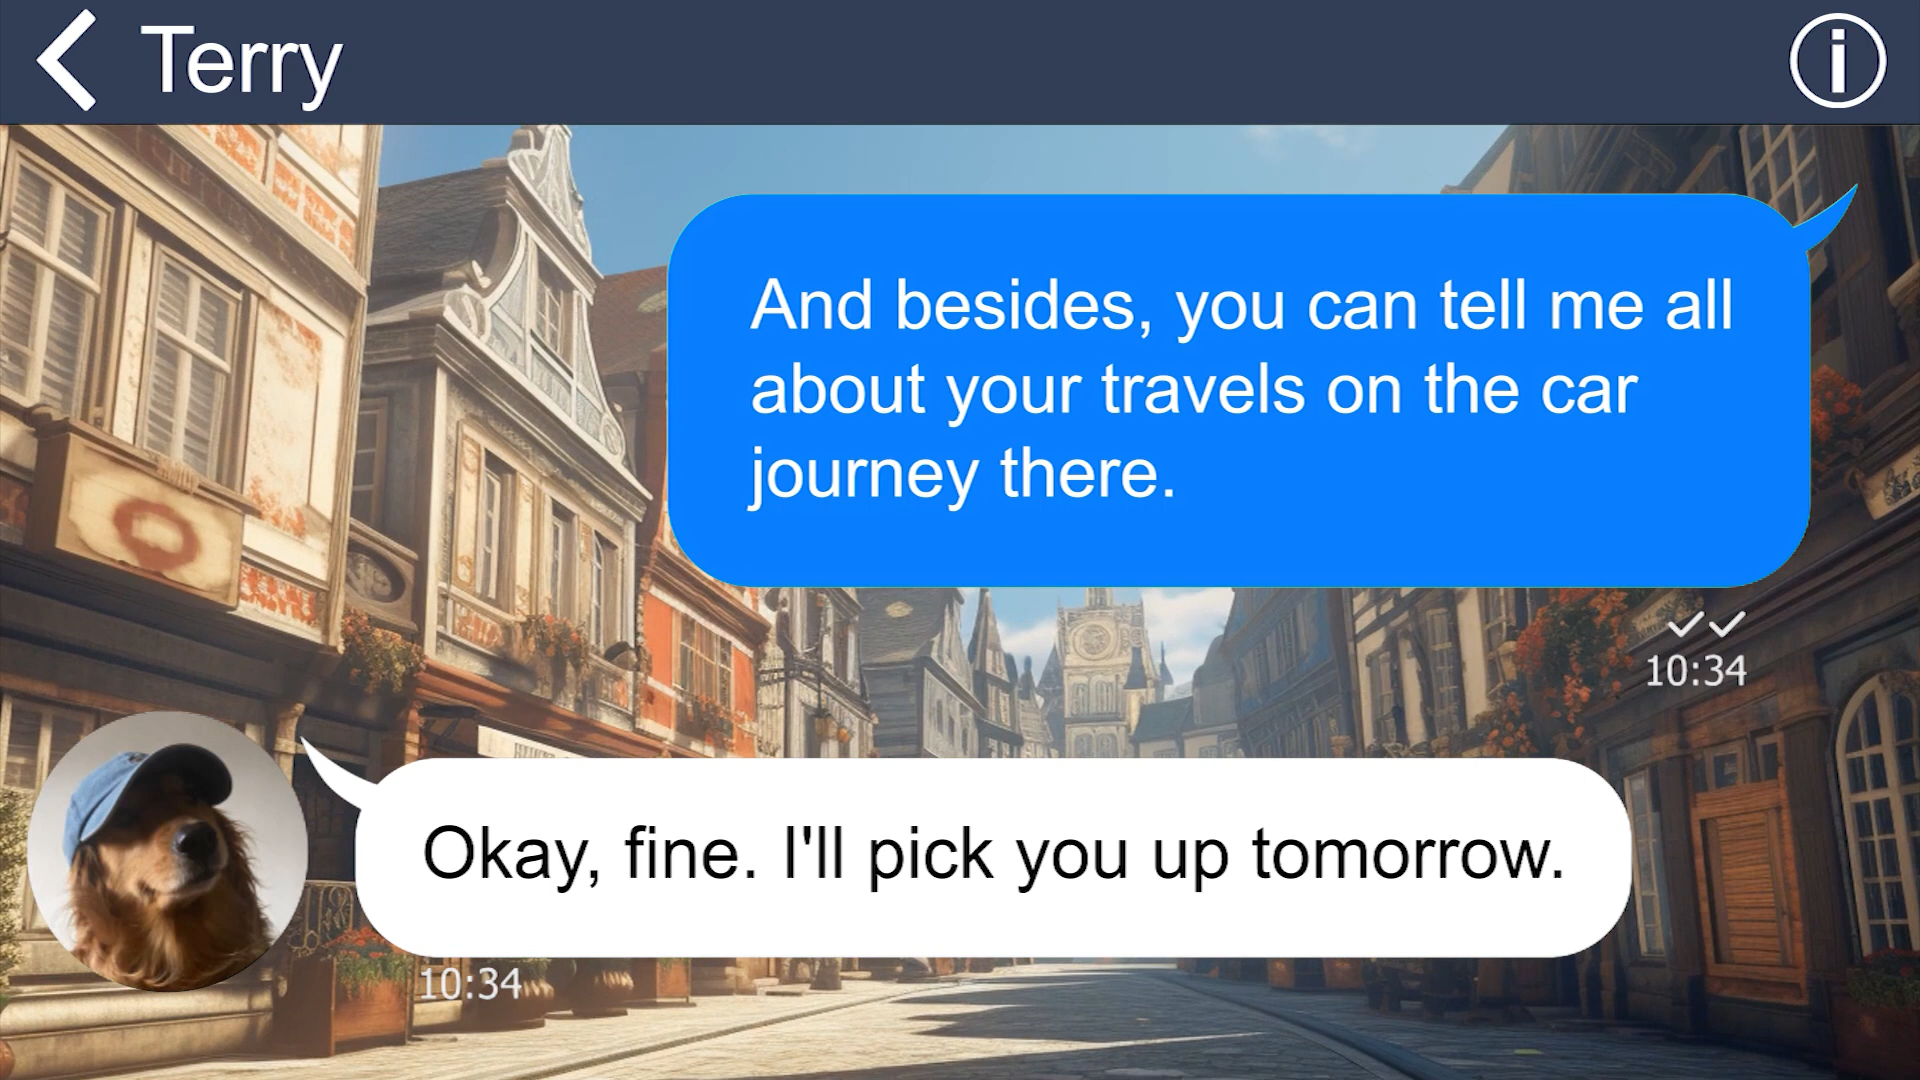 Terry
And besides, you can tell me all
about your travels on the car
journey there.
10:34
Okay, fine. I'll pick you up tomorrow.
10:34